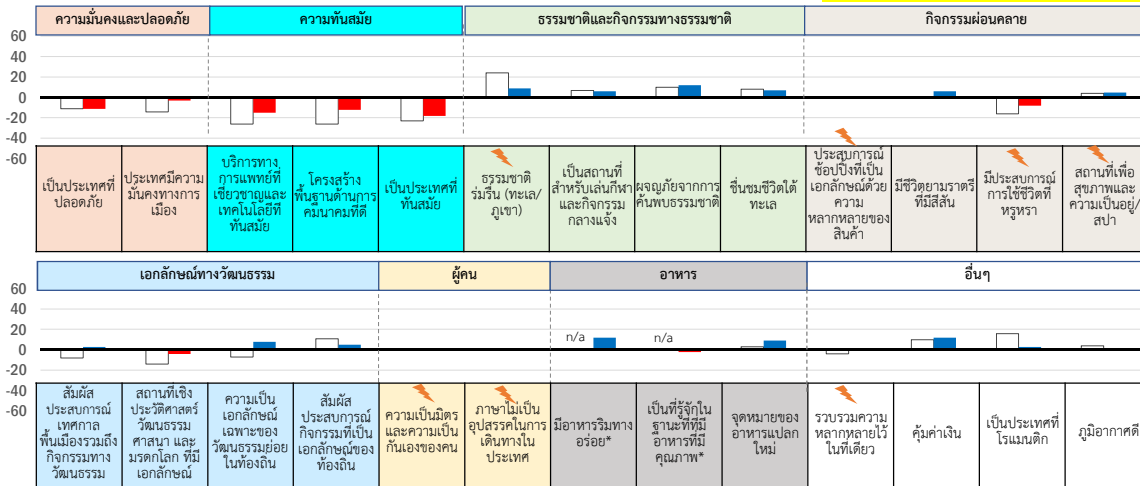 ความมั่นคงและปลอดภัย
ความทันสมัย
ธรรมชาติและกิจกรรมทางธรรมชาติ
กิจกรรมผ่อนคลาย
60
40
20
0
-20
-40
-60
เป็นประเทศที่
ปลอดภัย
ประเทศมีความ
มั่นคงทางการ
เมือง
บริการทาง
การแพทย์ที่
เชี่ยวชาญและ
เทคโนโลยีที่
ทันสมัย
โครงสร้าง
พื้นฐานด้านการ
คมนาคมที่ดี
เป็นประเทศที่
ทันสมัย
ธรรมชาติ
ร่มรื่น (ทะเล/
ภูเขา)
เป็นสถานที่
สำหรับเล่นกีฬา
และกิจกรรม
กลางแจ้ง
ผจญภัยจากการ
ค้นพบธรรมชาติ
ชื่นชมชีวิตใต้
ทะเล
ประสบการณ์
ช้อปปิ้งที่เป็น
เอกลักษณ์ด้วย
ความ
หลากหลายของ
สินค้า
มีชีวิตยามราตรี
ที่มีสีสัน
มีประสบการณ์
การใช้ชีวิตที่
หรูหรา
สถานที่เพื่อ
สุขภาพและ
ความเป็นอยู่/
สปา
เอกลักษณ์ทางวัฒนธรรม
ผู้คน
อาหาร
อื่นๆ
60
40
20
0
-20
-40
-60
n/a
n/a
สัมผัส
ประสบการณ์
เทศกาล
พื้นเมืองรวมถึง
กิจกรรมทาง
วัฒนธรรม
สถานที่เชิง
ประวัติศาสตร์
วัฒนธรรม
ศาสนา และ
มรดกโลก ที่มี
เอกลักษณ์
ความเป็น
เอกลักษณ์
เฉพาะของ
วัฒนธรรมย่อย
ในท้องถิ่น
สัมผัส
ประสบการณ์
กิจกรรมที่เป็น
เอกลักษณ์ของ
ท้องถิ่น
ความเป็นมิตร
และความเป็น
กันเองของคน
ภาษาไม่เป็น
อุปสรรคในการ
เดินทางใน
ประเทศ
มีอาหารริมทาง
อร่อย*
เป็นที่รู้จักใน
ฐานะที่ที่มี
อาหารที่มี
คุณภาพ*
จุดหมายของ
อาหารแปลก
ใหม่
รวบรวมความ
หลากหลายไว้
ในที่เดียว
คุ้มค่าเงิน
เป็นประเทศที่
โรแมนติก
ภูมิอากาศดี